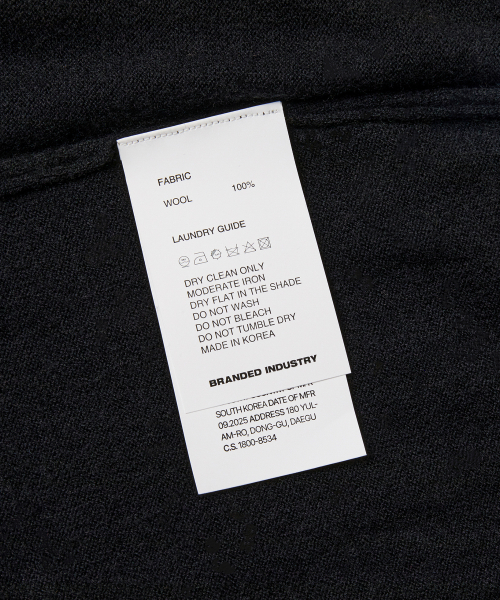 FABRIC
WOOL 100%
LAUNDRY GUIDE
DRY CLEAN ONLY
MODERATE IRON
DRY FLAT IN THE SHADE
DO NOT WASH
DO NOT BLEACH
DO NOT TUMBLE DRY
MADE IN KOREA
BRANDED INDUSTRY
SOUTH KOREA DATE OF MFR
09.2025 ADDRESS 180 YUL-
AM-RO, DONG-GU, DAEGU
C.S. 1800-8534